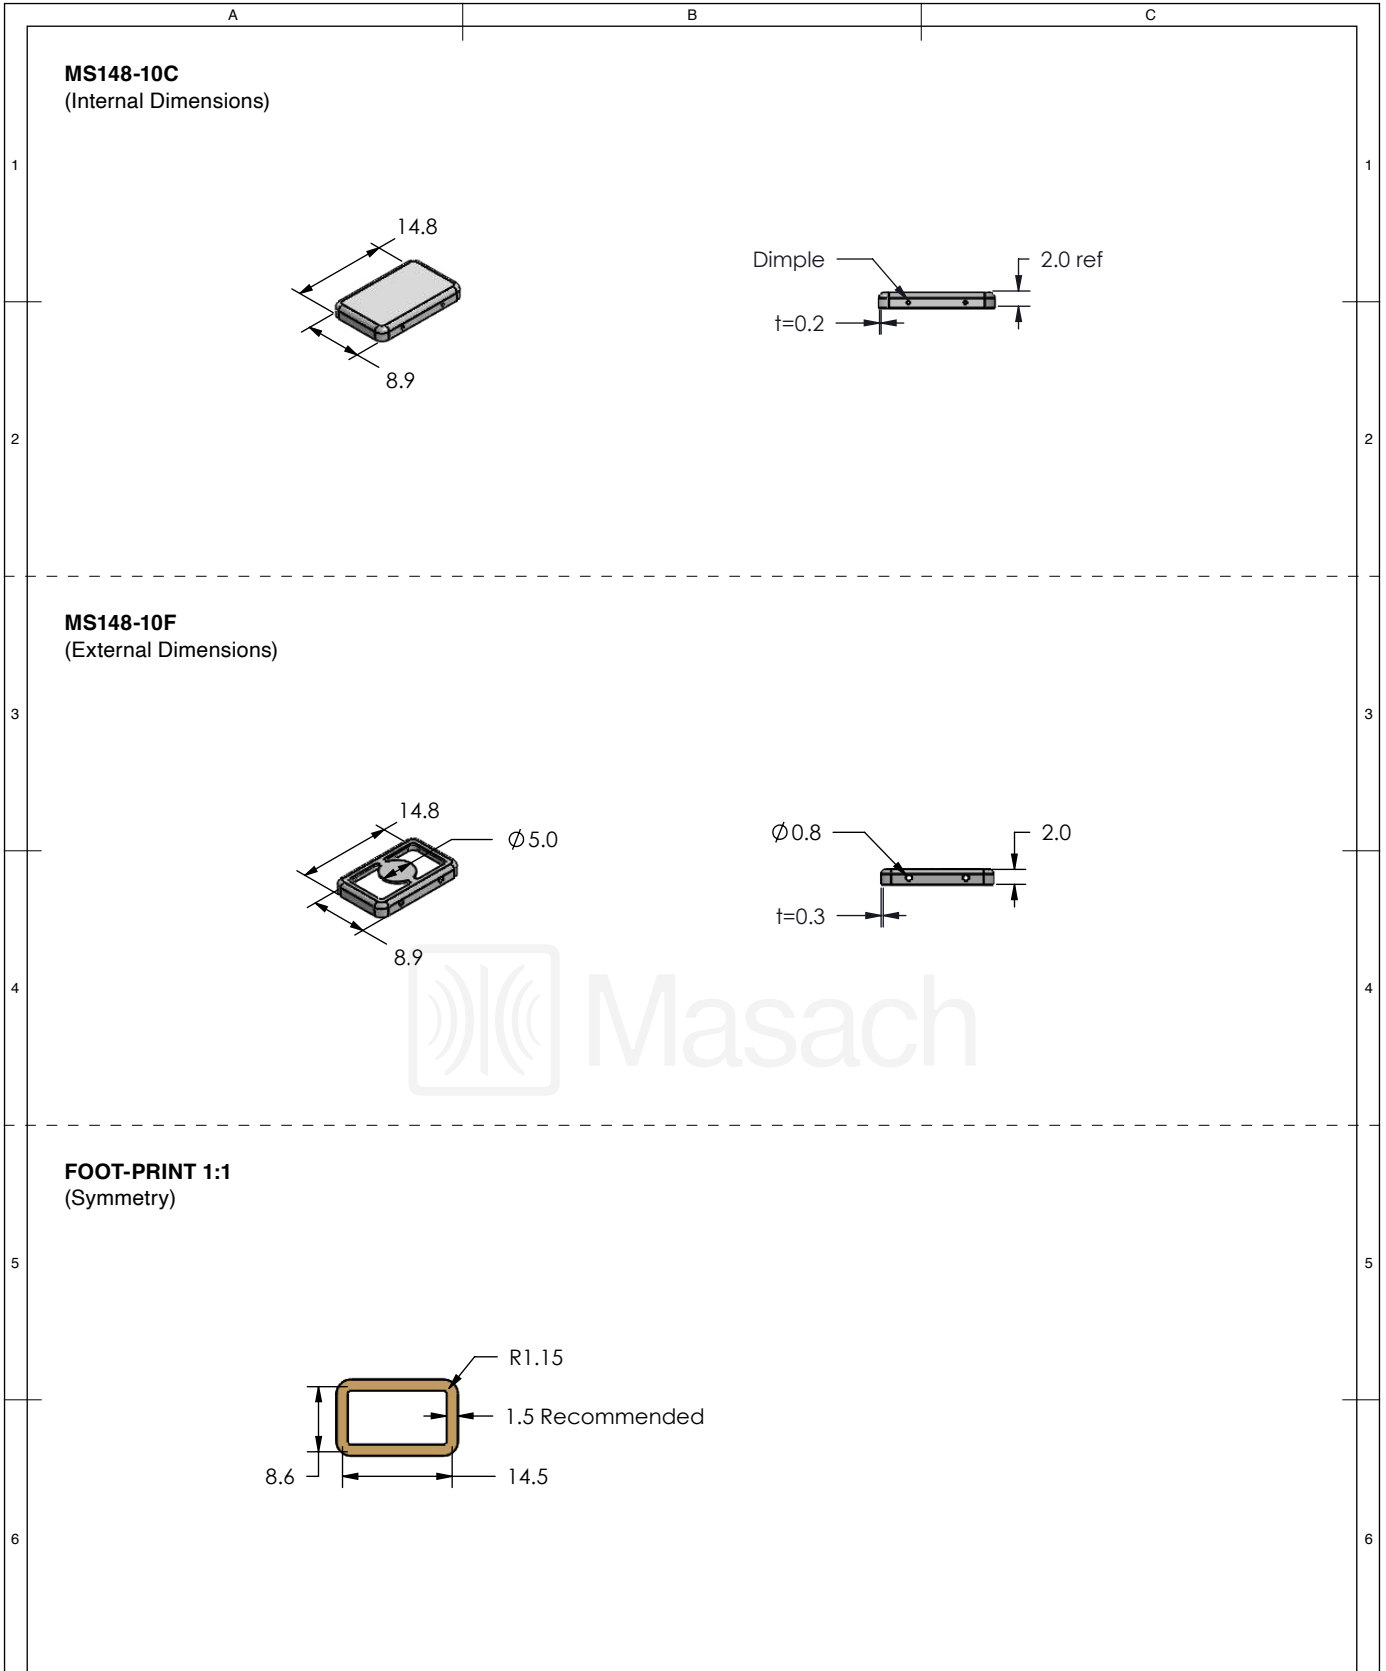 A B C
MS148-10C
(Internal Dimensions)
1 1
14.8
Dimple 2.0 ref
t=0.2
8.9
2 2
MS148-10F
(External Dimensions)
3 3
14.8
Ø5.0 Ø0.8 2.0
t=0.3
8.9
4 4
Masach
FOOT-PRINT 1:1
(Symmetry)
5 5
R1.15
1.5 Recommended
8.6 14.5
6 6